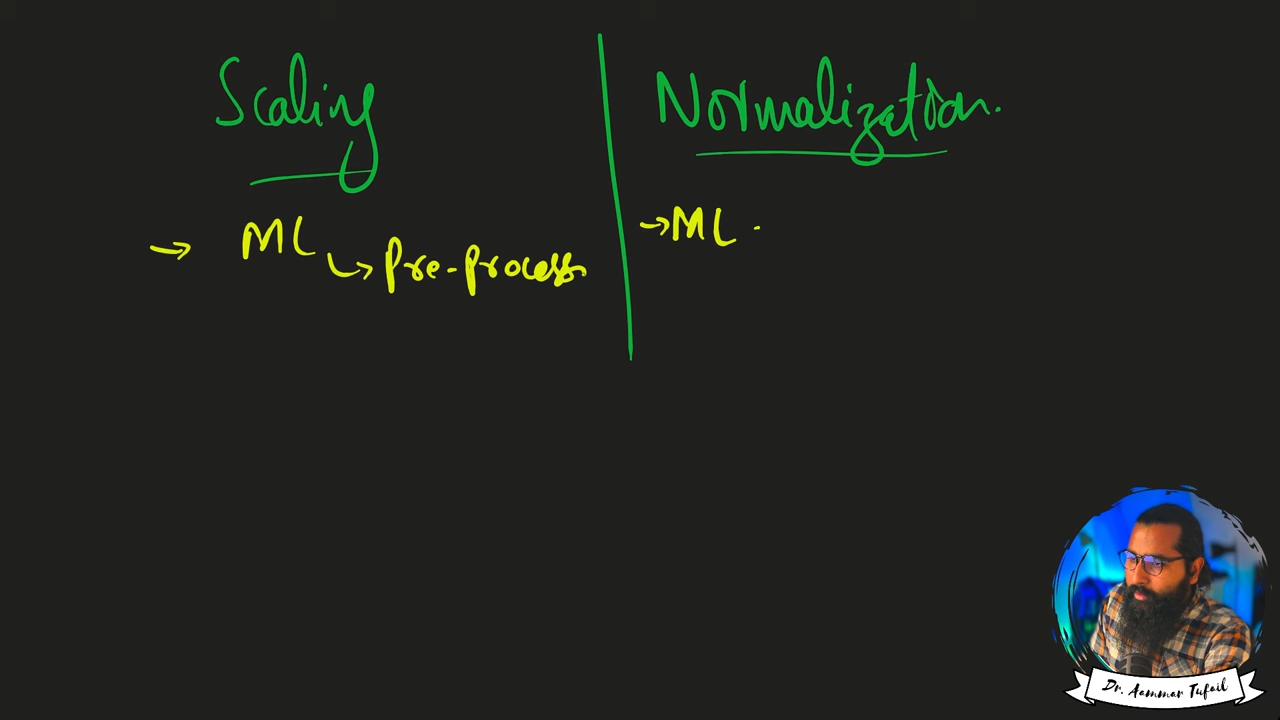 Scaling
Normalization.
→ ML
↳ Pre-process
→ ML .
Dr. Aammar Tufail